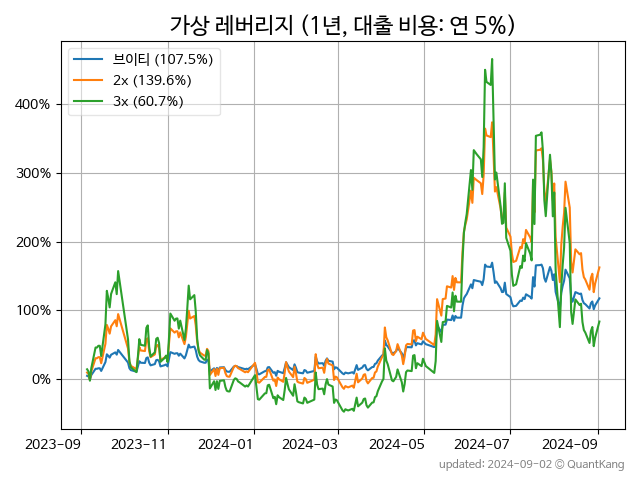 가상 레버리지 (1년, 대출 비용: 연 5%)
브이티 (107.5%)
2x (139.6%)
3x (60.7%)
400%
300%
200%
100%
0%
2023-09 2023-11 2024-01 2024-03 2024-05 2024-07 2024-09
updated: 2024-09-02 © QuantKang